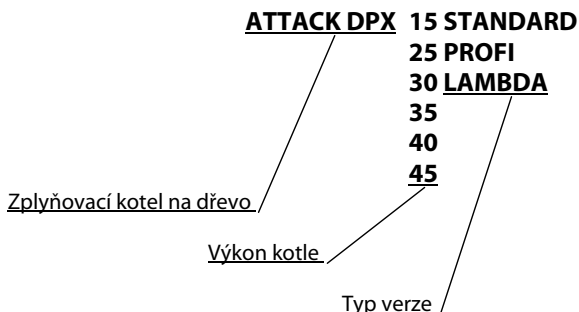 ATTACK DPX 15 STANDARD
25 PROFI
30 LAMBDA
35
40
45
Zplyňovací kotel na dřevo
Výkon kotle
Typ verze